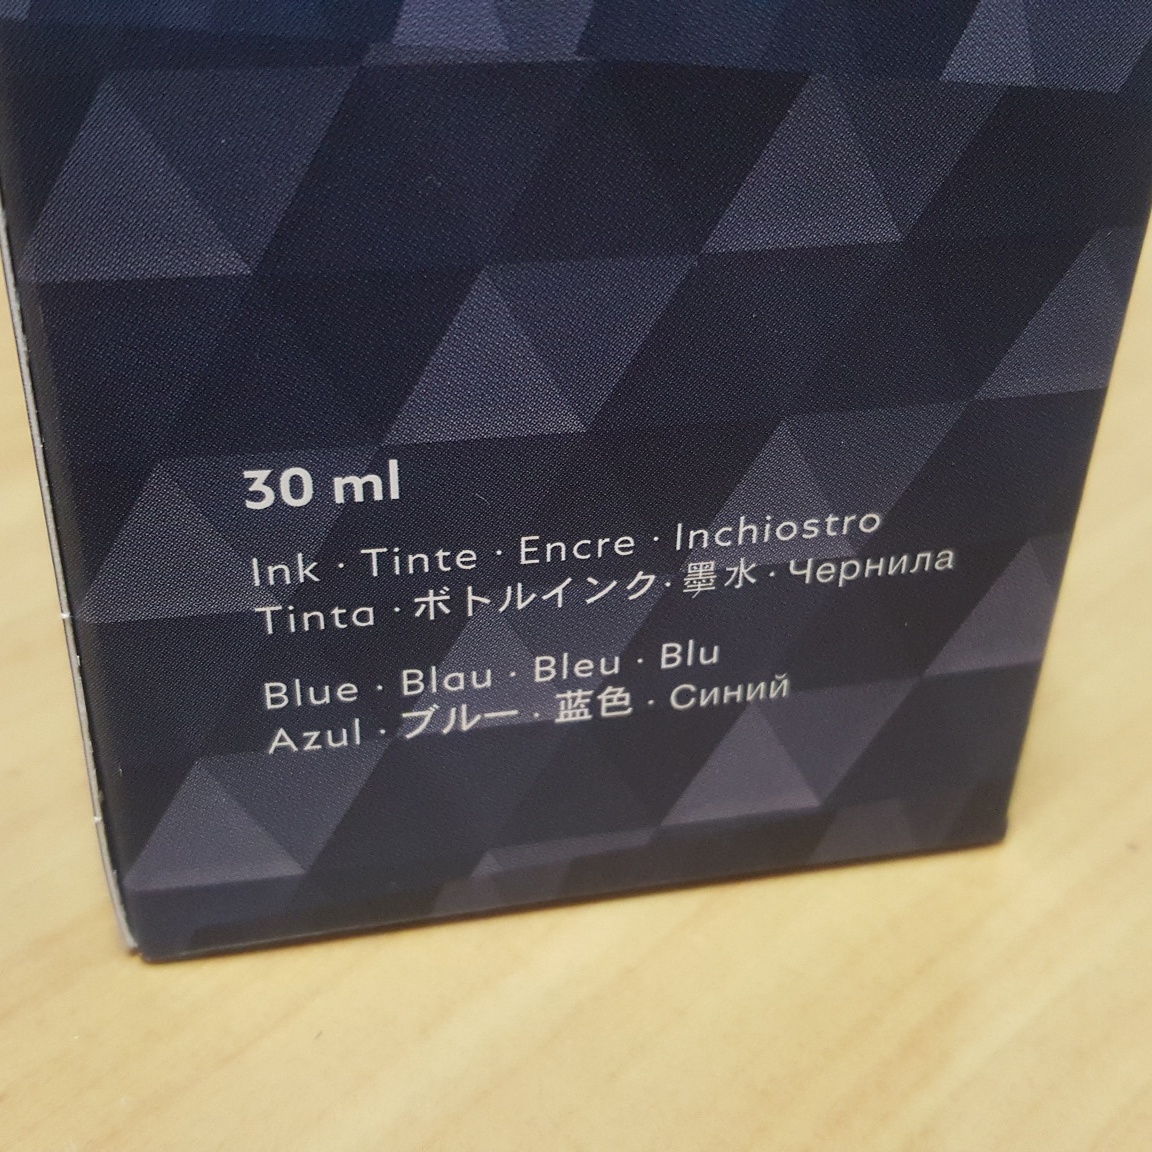 30 ml
Ink · Tinte · Encre · Inchiostro
Tinta · ボトルインク · 墨水 · Чернила
Blue · Blau · Bleu · Blu
Azul · ブルー · 蓝色 · Синий